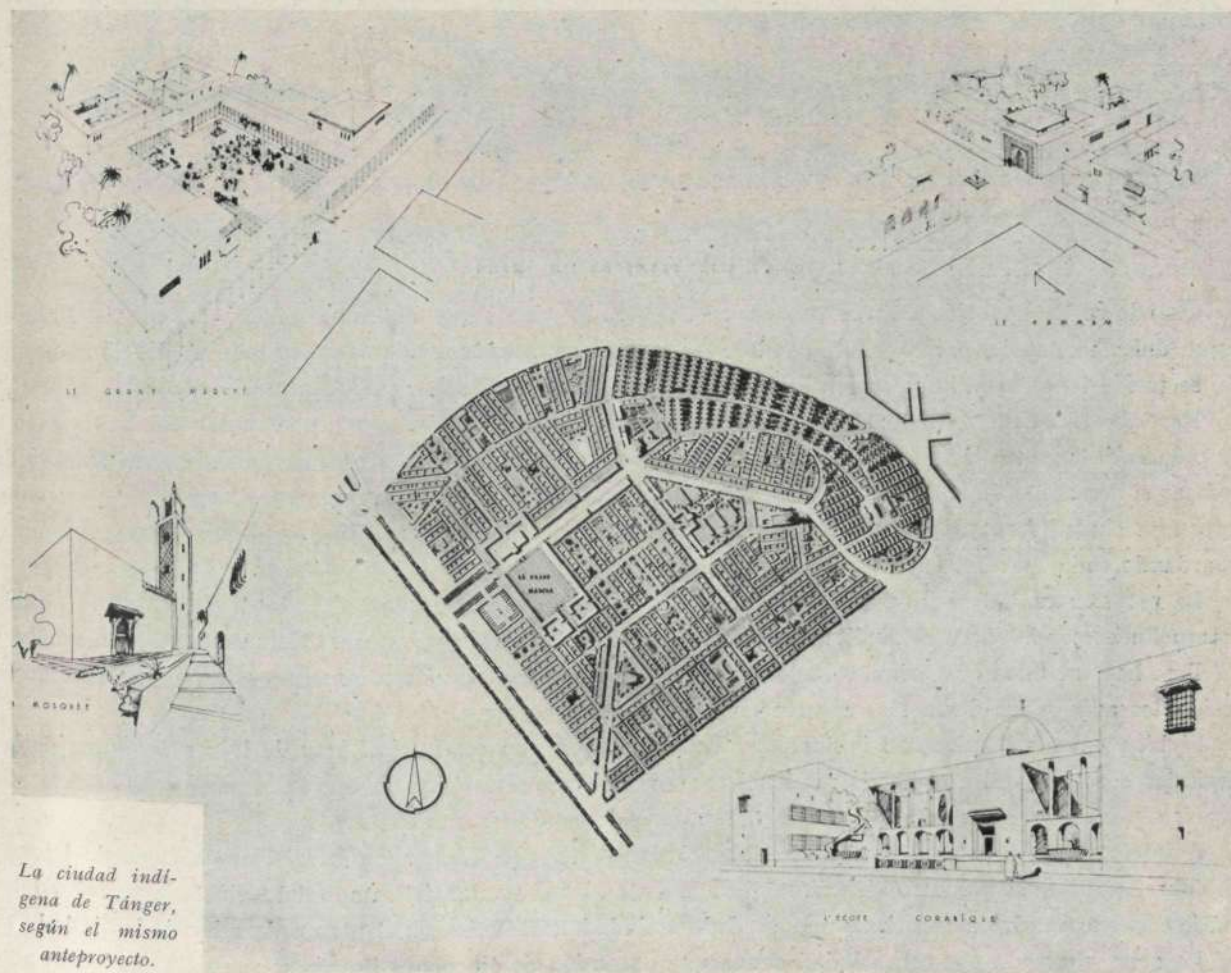 LE GRAND MARCHÉ
LE HAMMAM
LE GRAND
MARCHÉ
MOSQUÉE
L'ÉCOLE CORANIQUE
La ciudad indí-
gena de Tánger,
según el mismo
anteproyecto.